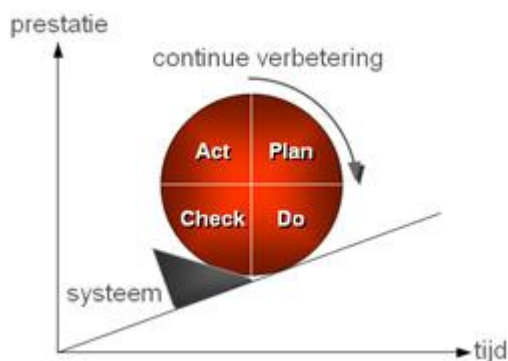 prestatie
continue verbetering
Act Plan
Check Do
systeem
tijd